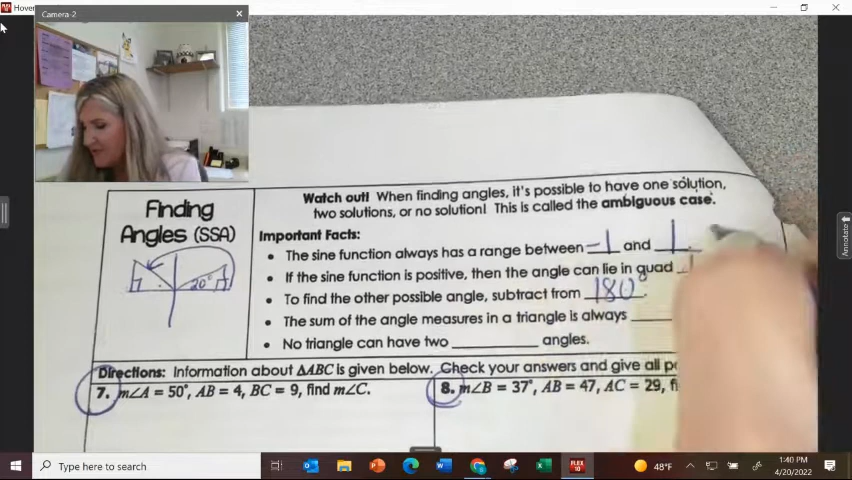 Hover
Camera-2
Finding
Angles (SSA)
20°
Watch out! When finding angles, it's possible to have one solution,
two solutions, or no solution! This is called the ambiguous case.
Important Facts:
• The sine function always has a range between -1 and 1.
• If the sine function is positive, then the angle can lie in quad
• To find the other possible angle, subtract from 180°.
• The sum of the angle measures in a triangle is always
• No triangle can have two ________ angles.
Directions: Information about ΔABC is given below. Check your answers and give all
7. m∠A = 50°, AB = 4, BC = 9, find m∠C.
8. m∠B = 37°, AB = 47, AC = 29,
Annotate
Type here to search
FLEX
10
48°F
1:40 PM
4/20/2022